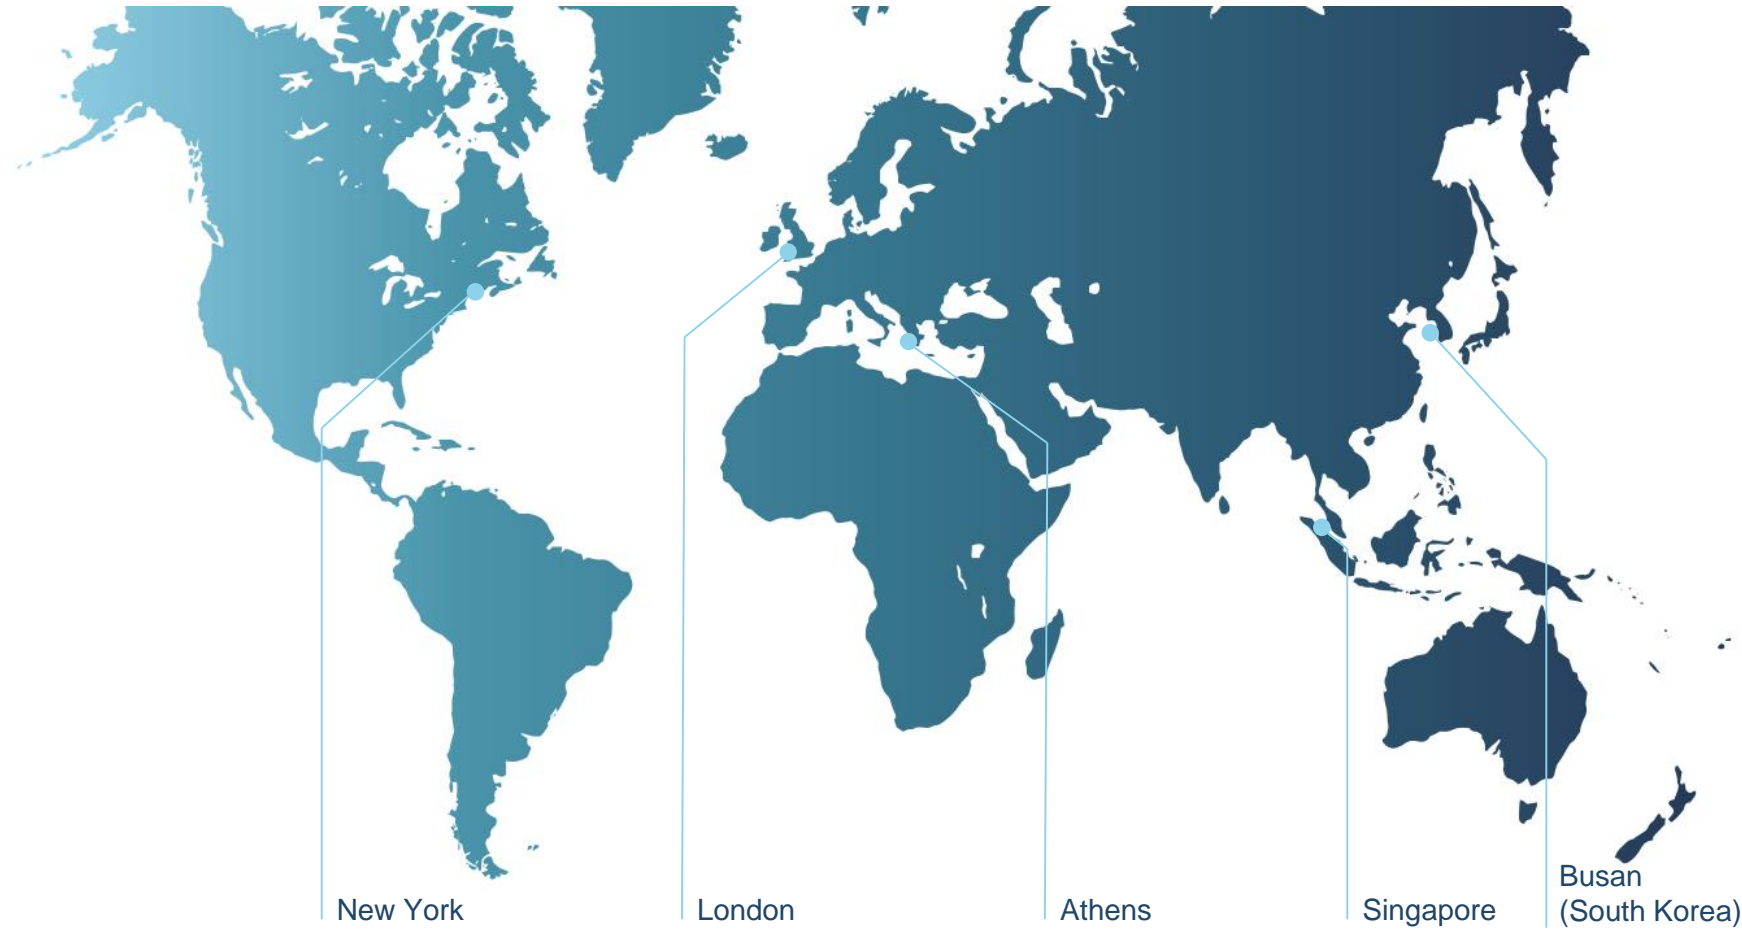 New York
London
Athens
Singapore
Busan
(South Korea)